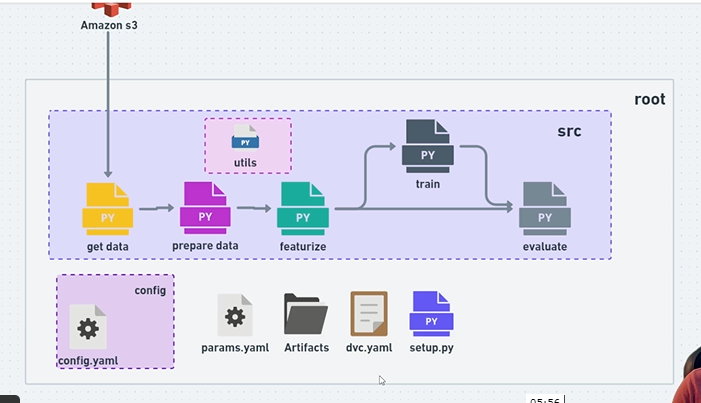 Amazon s3
root
src
PY
utils
PY
train
PY
get data
PY
prepare data
PY
featurize
PY
evaluate
config
config.yaml
params.yaml
Artifacts
dvc.yaml
PY
setup.py
05:56